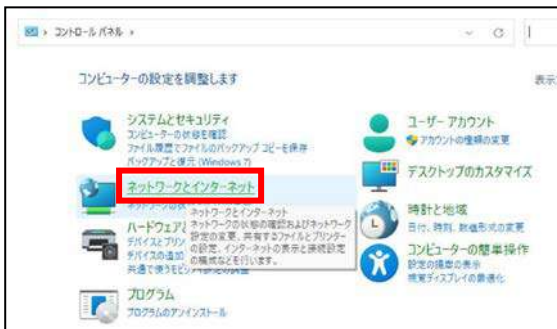 コントロール パネル
コンピューターの設定を調整します
表示
システムとセキュリティ
コンピューターの状態を確認
ファイル履歴でファイルのバックアップ コピーを保存
バックアップと復元 (Windows 7)
ネットワークとインターネット
ネットワークの状
ネットワークとインターネット
ネットワークの状態の確認およびネットワーク
設定の変更、共有するファイルとプリンター
の設定、インターネットの表示と接続設定
の構成などを行います。
ハードウェアと
デバイスとプリン
デバイスの追加
共通で使うモビリティ設定の調整
プログラム
プログラムのアンインストール
ユーザー アカウント
アカウントの種類の変更
デスクトップのカスタマイズ
時計と地域
日付、時刻、数値形式の変更
コンピューターの簡単操作
設定の提案の表示
視覚ディスプレイの最適化